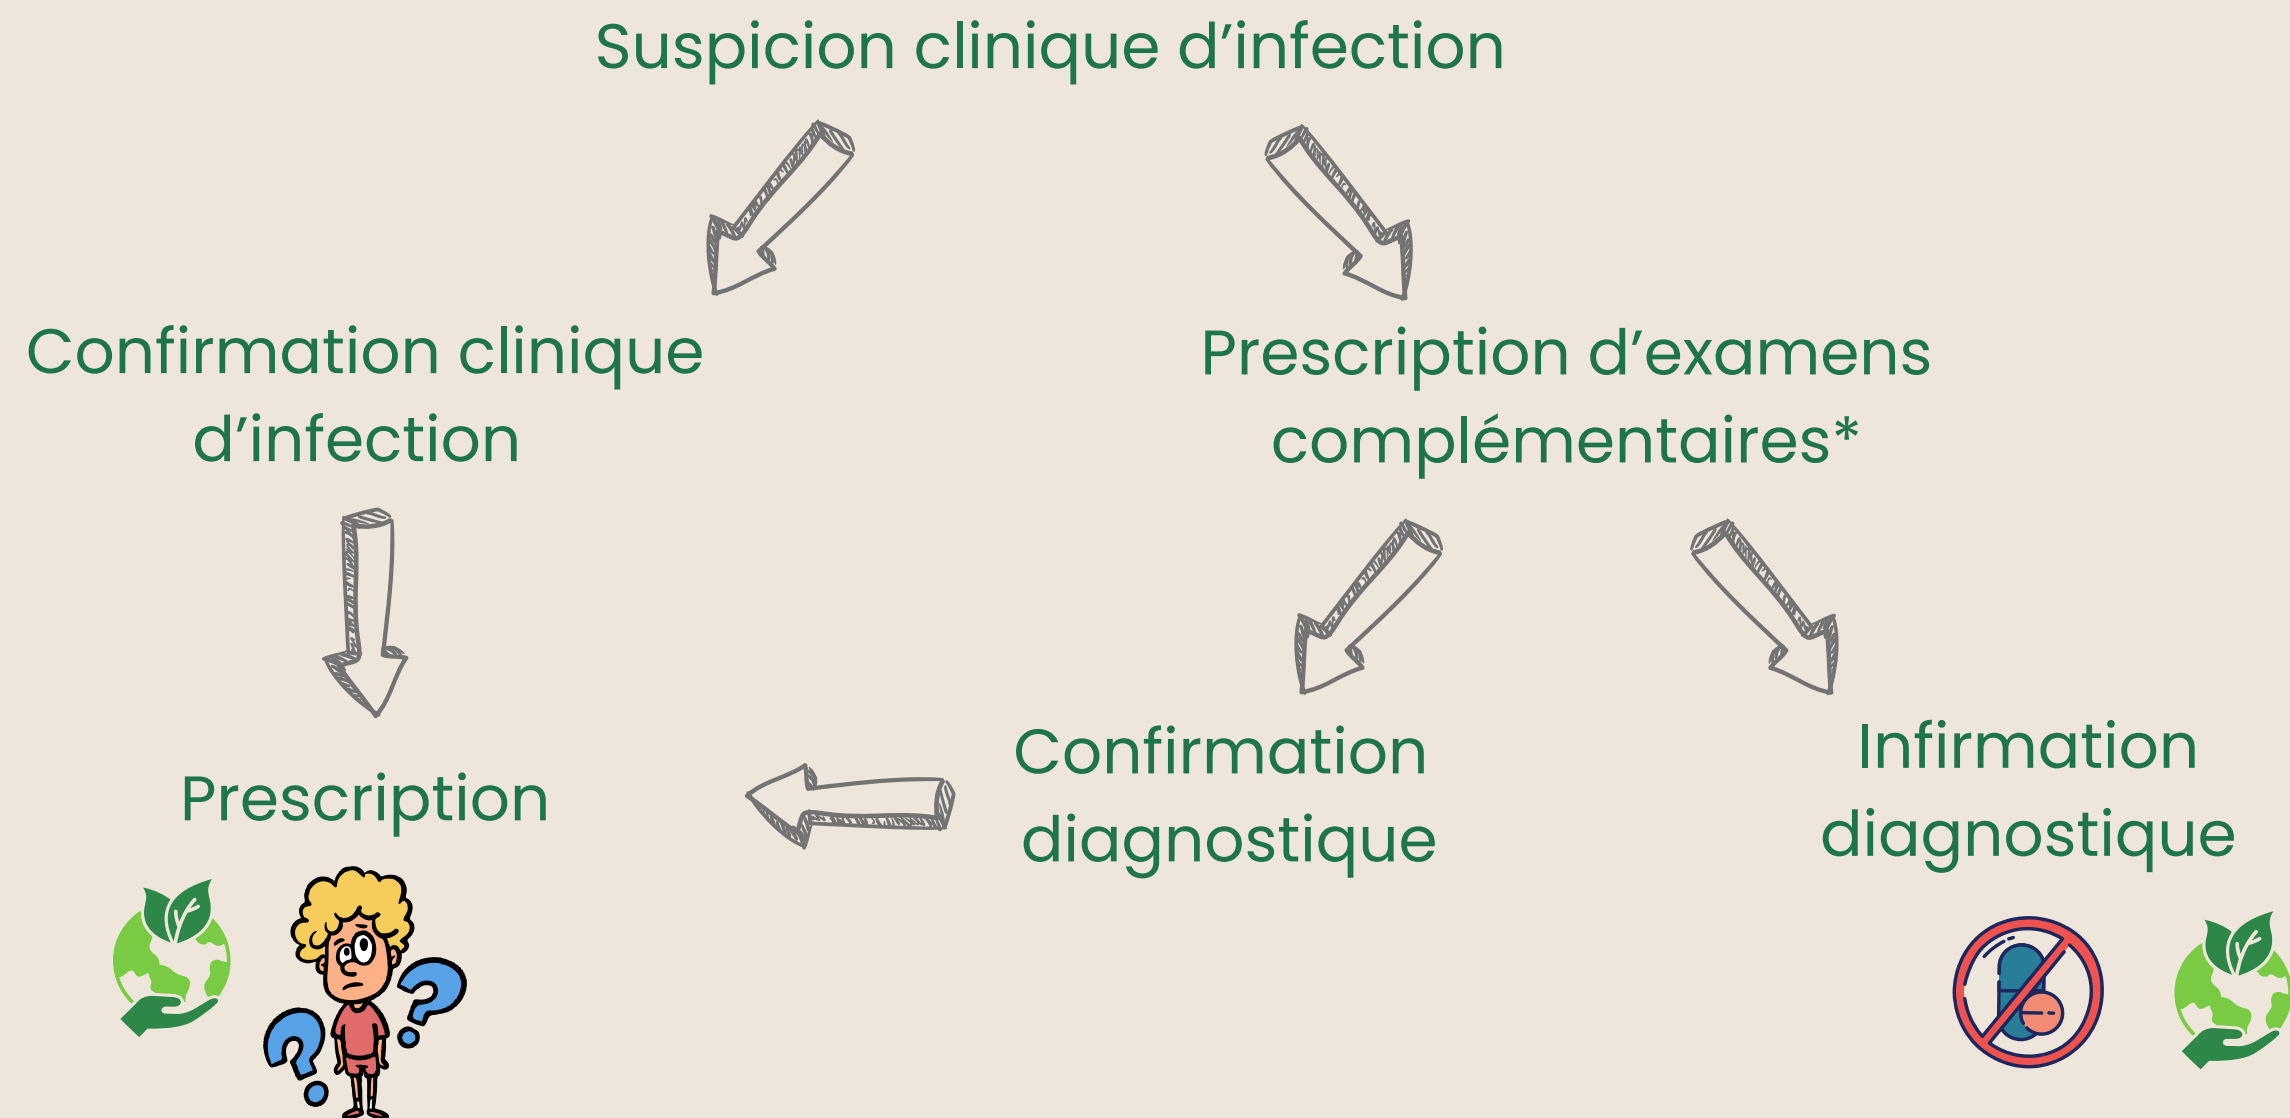 Suspicion clinique d’infection
Confirmation clinique
d’infection
Prescription d’examens
complémentaires*
Prescription
Confirmation
diagnostique
Infirmation
diagnostique